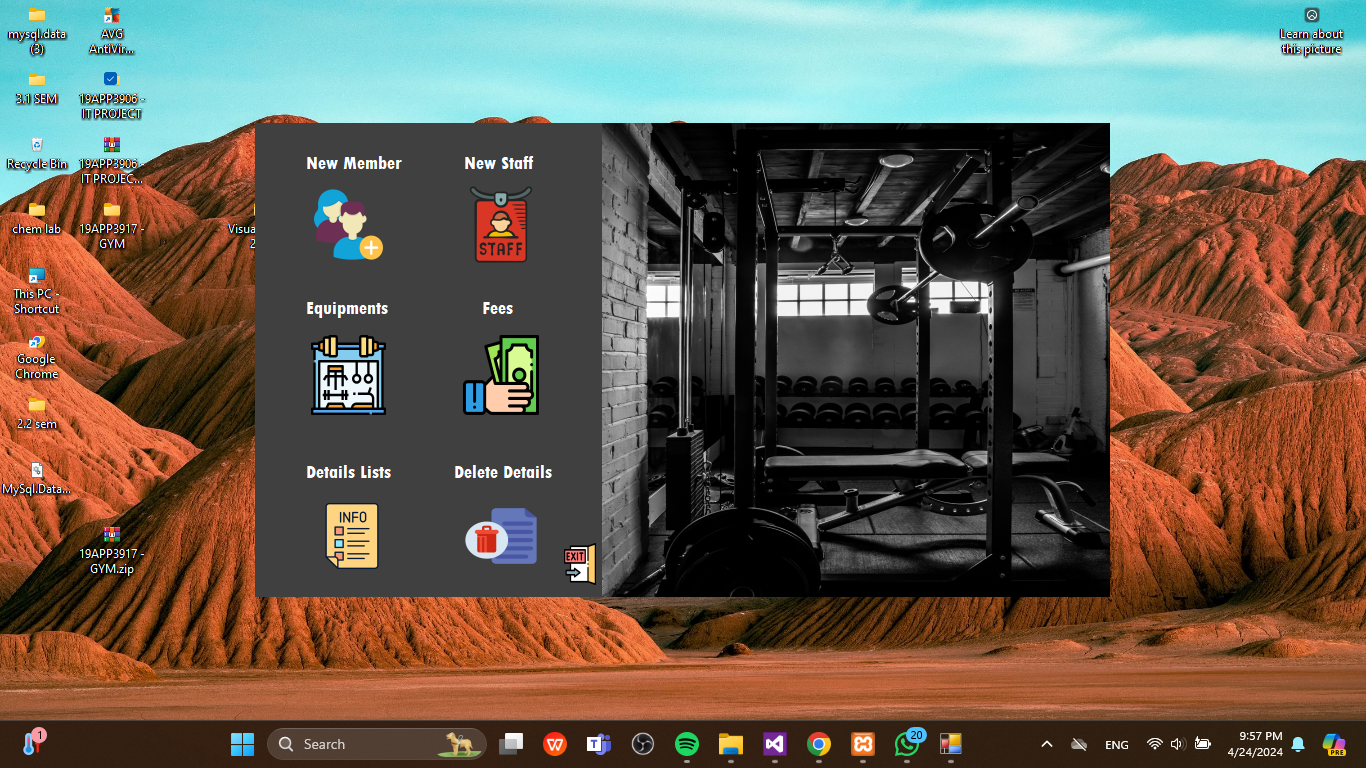 mysql.data
(3)
AVG
AntiVir...
Learn about
this picture
3.1 SEM
19APP3906 -
IT PROJECT
Recycle Bin
19APP3906 -
IT PROJEC...
chem lab
19APP3917 -
GYM
Visua
2
This PC -
Shortcut
Google
Chrome
2.2 sem
MySql.Data...
19APP3917 -
GYM.zip
New Member
New Staff
STAFF
Equipments
Fees
Details Lists
Delete Details
INFO
EXIT
1
Search
20
ENG
9:57 PM
4/24/2024
PRE